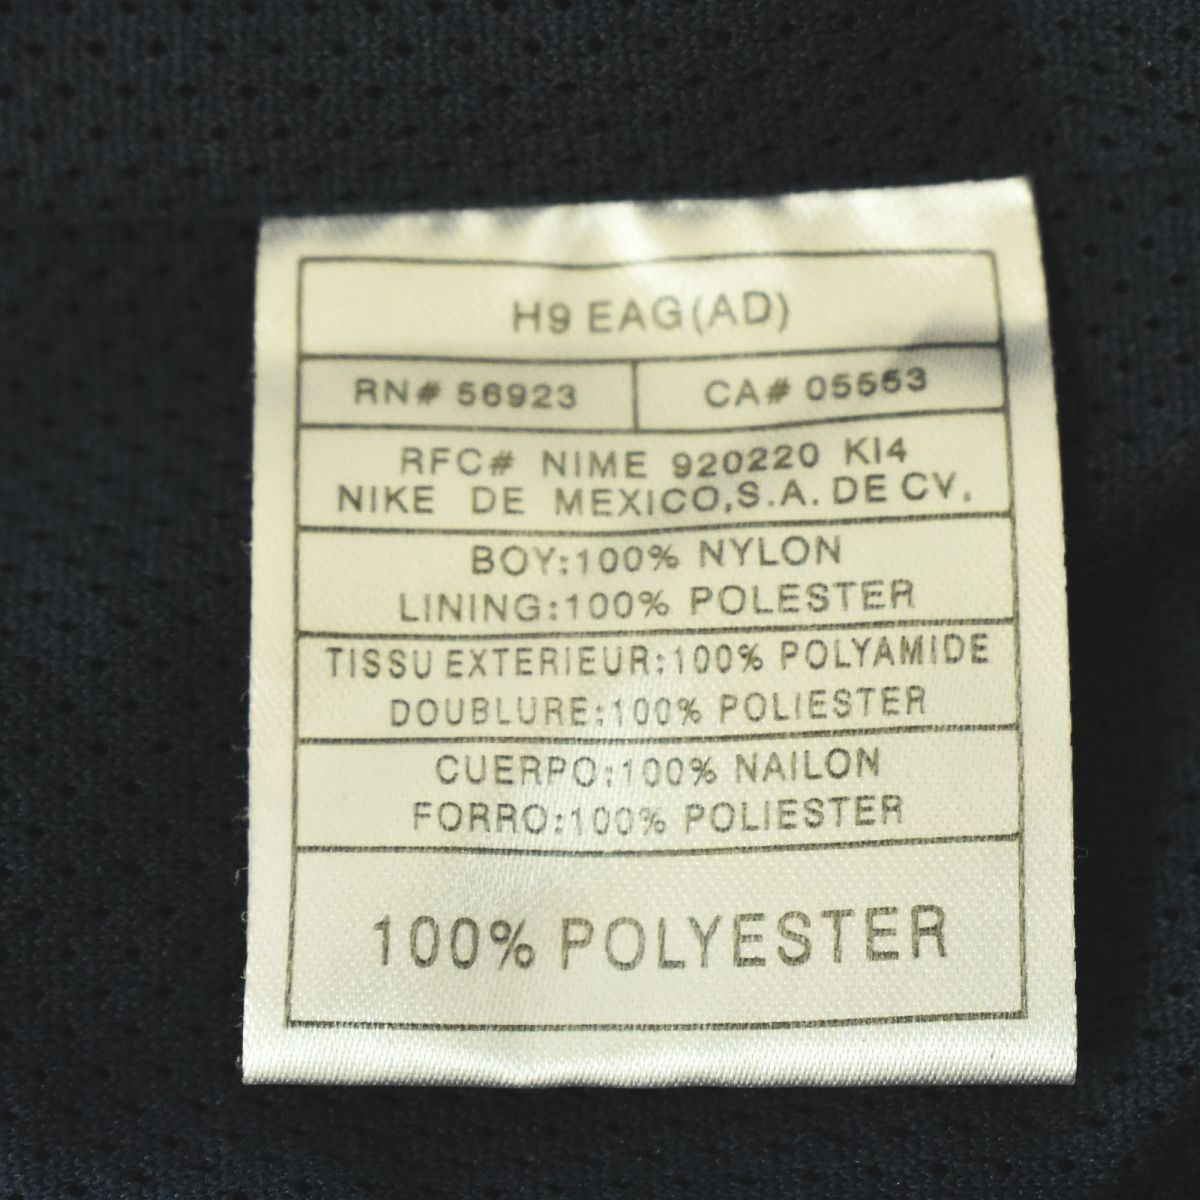 H9 EAG(AD)
RN# 56923
CA# 05553
RFC# NIME 920220 KI4
NIKE DE MEXICO,S.A. DE CV.
BOY:100% NYLON
LINING:100% POLESTER
TISSU EXTERIEUR:100% POLYAMIDE
DOUBLURE:100% POLIESTER
CUERPO:100% NAILON
FORRO:100% POLIESTER
100% POLYESTER